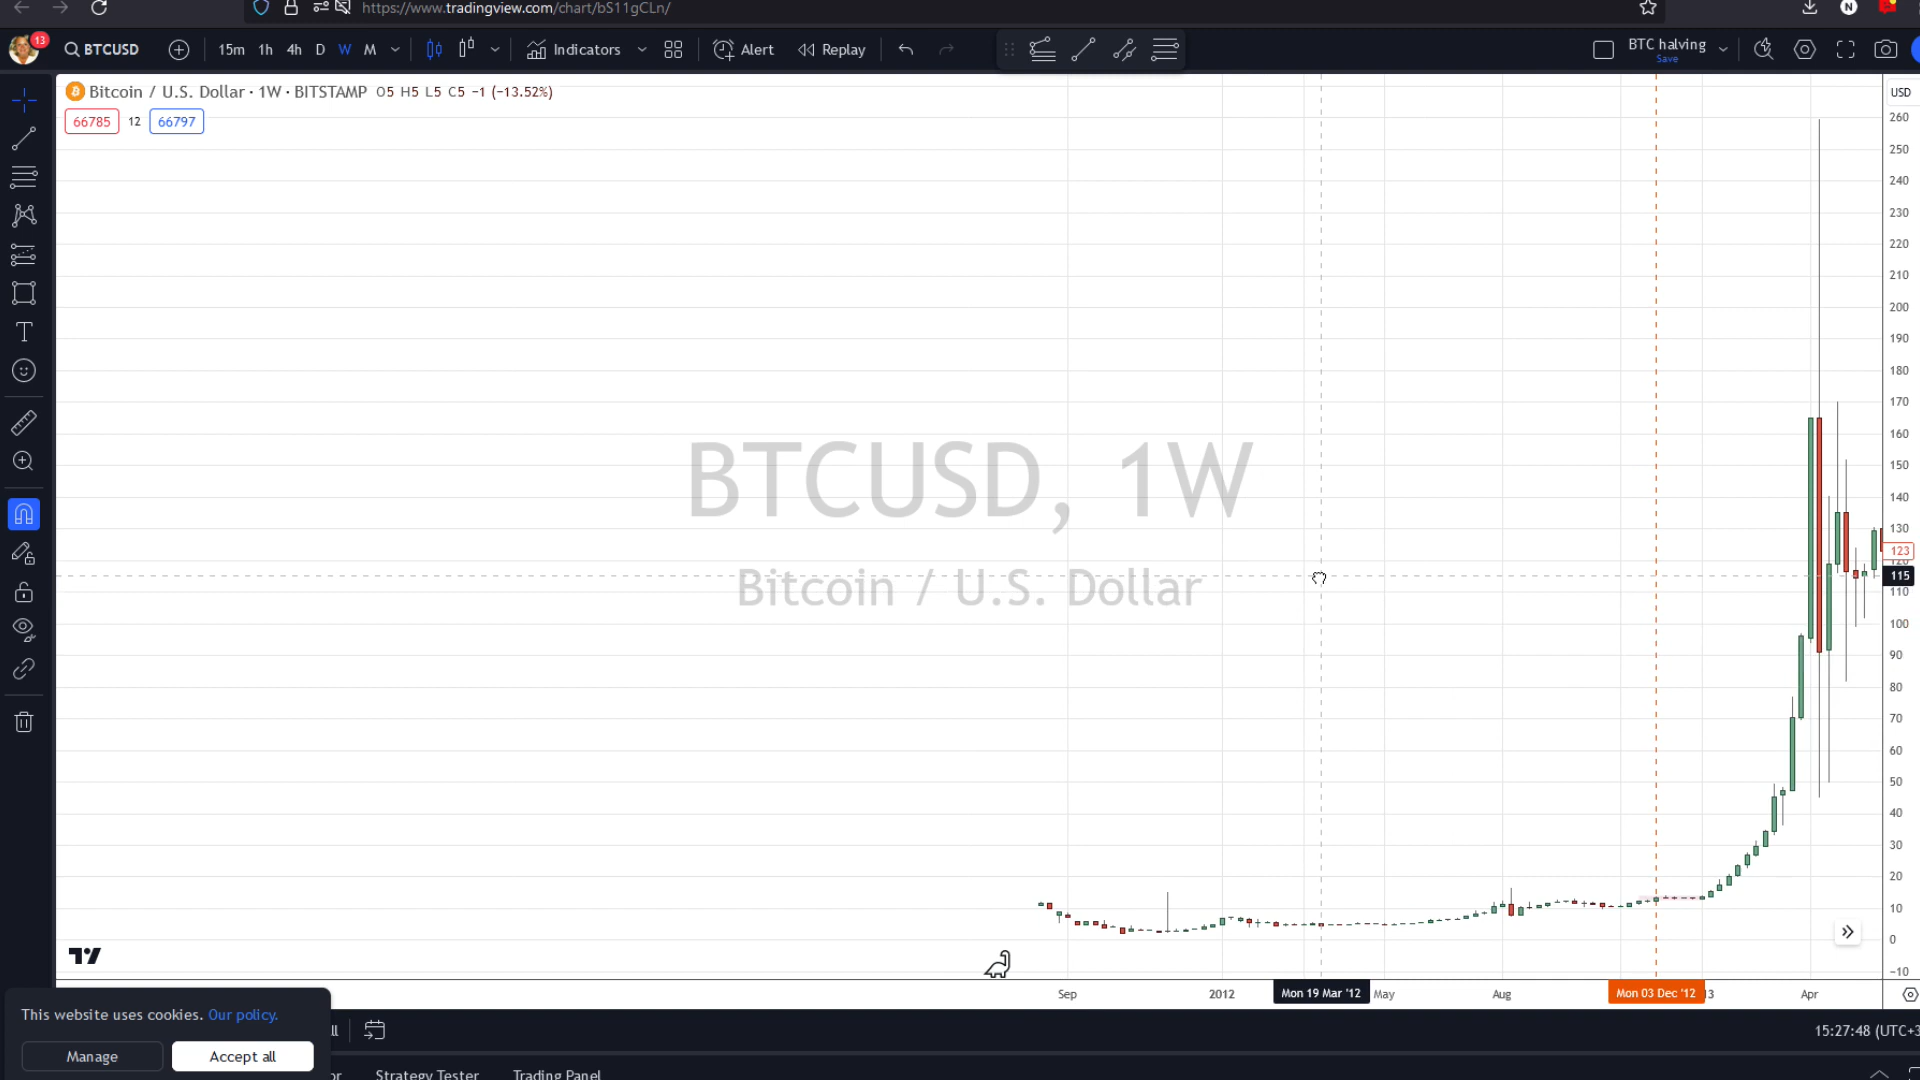 https://www.tradingview.com/chart/bS11gCLn/
N
13
BTCUSD
15m 1h 4h D W M
Indicators
Alert
Replay
BTC halving
Save
Bitcoin / U.S. Dollar · 1W · BITSTAMP O5 H5 L5 C5 −1 (−13.52%)
USD
66785 12 66797
260
250
240
230
220
210
200
190
180
170
160
150
140
130
123
115
110
100
90
80
70
60
50
40
30
20
10
0
−10
BTCUSD, 1W
Bitcoin / U.S. Dollar
Sep 2012 Mon 19 Mar '12 May Aug Mon 03 Dec '12 Apr
This website uses cookies. Our policy.
Manage Accept all
15:27:48 (UTC+3
Strategy Tester Trading Panel